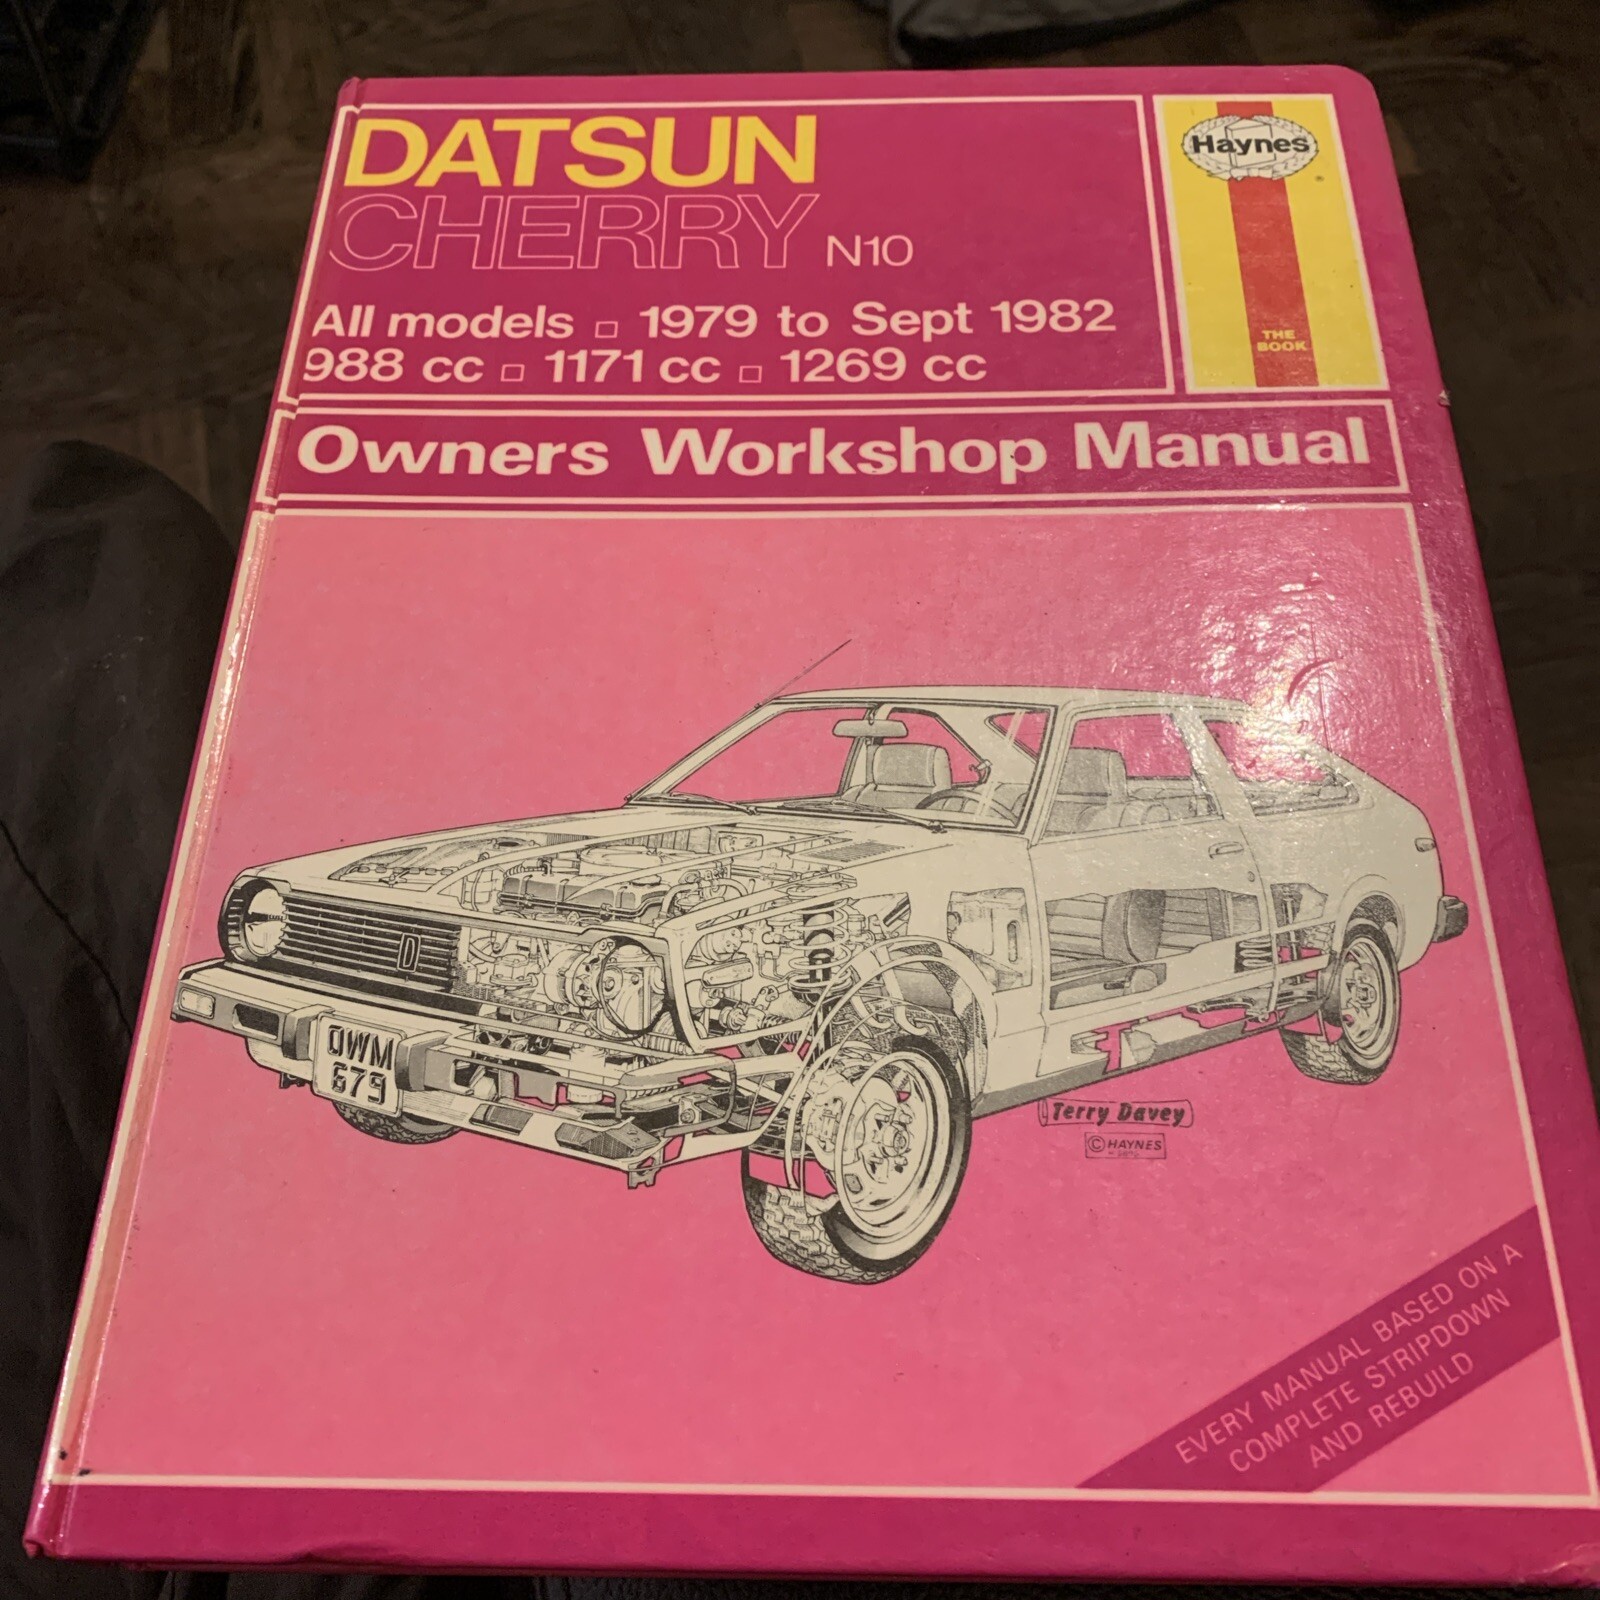 DATSUN
CHERRY N10
All models □ 1979 to Sept 1982
988 cc □ 1171 cc □ 1269 cc
Haynes
THE
BOOK
Owners Workshop Manual
D
OWM
679
Terry Davey
© HAYNES
EVERY MANUAL BASED ON A
COMPLETE STRIPDOWN
AND REBUILD